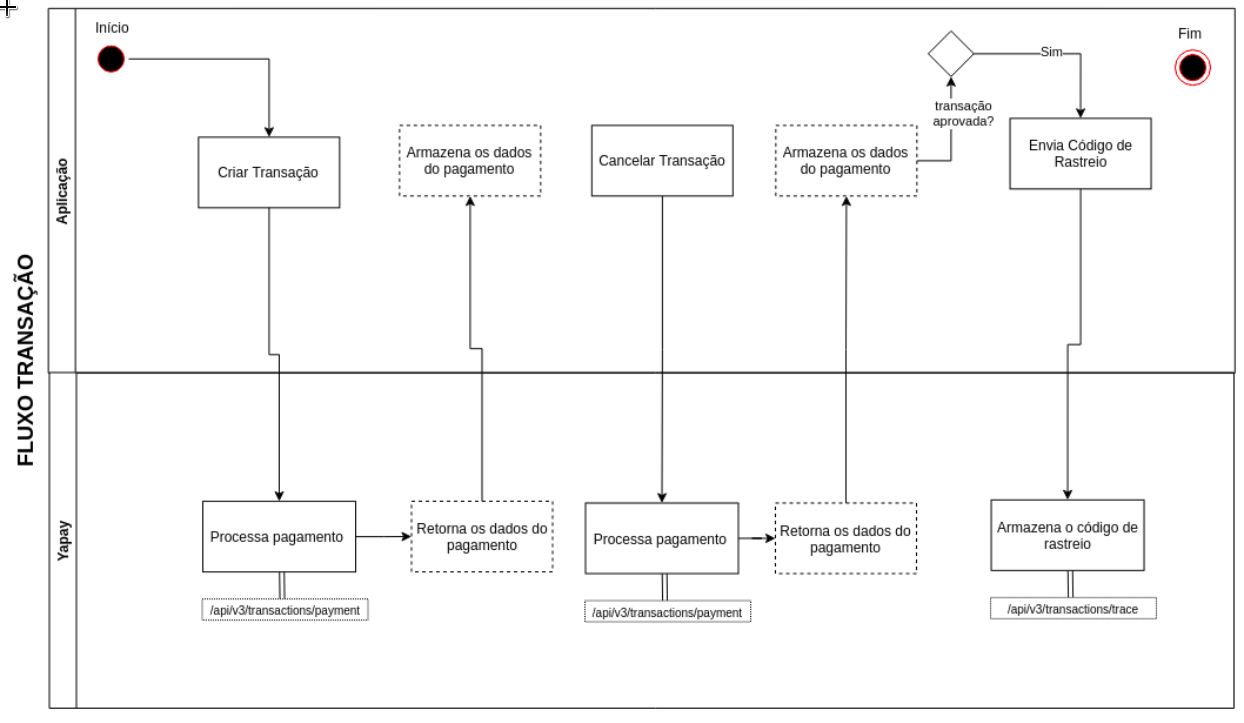 FLUXO TRANSAÇÃO
Aplicação
Início
Criar Transação
Armazena os dados
do pagamento
Cancelar Transação
Armazena os dados
do pagamento
transação
aprovada?
Sim
Envia Código de
Rastreio
Fim
Yapay
Processa pagamento
/api/v3/transactions/payment
Retorna os dados do
pagamento
Processa pagamento
/api/v3/transactions/payment
Retorna os dados do
pagamento
Armazena o código de
rastreio
/api/v3/transactions/trace